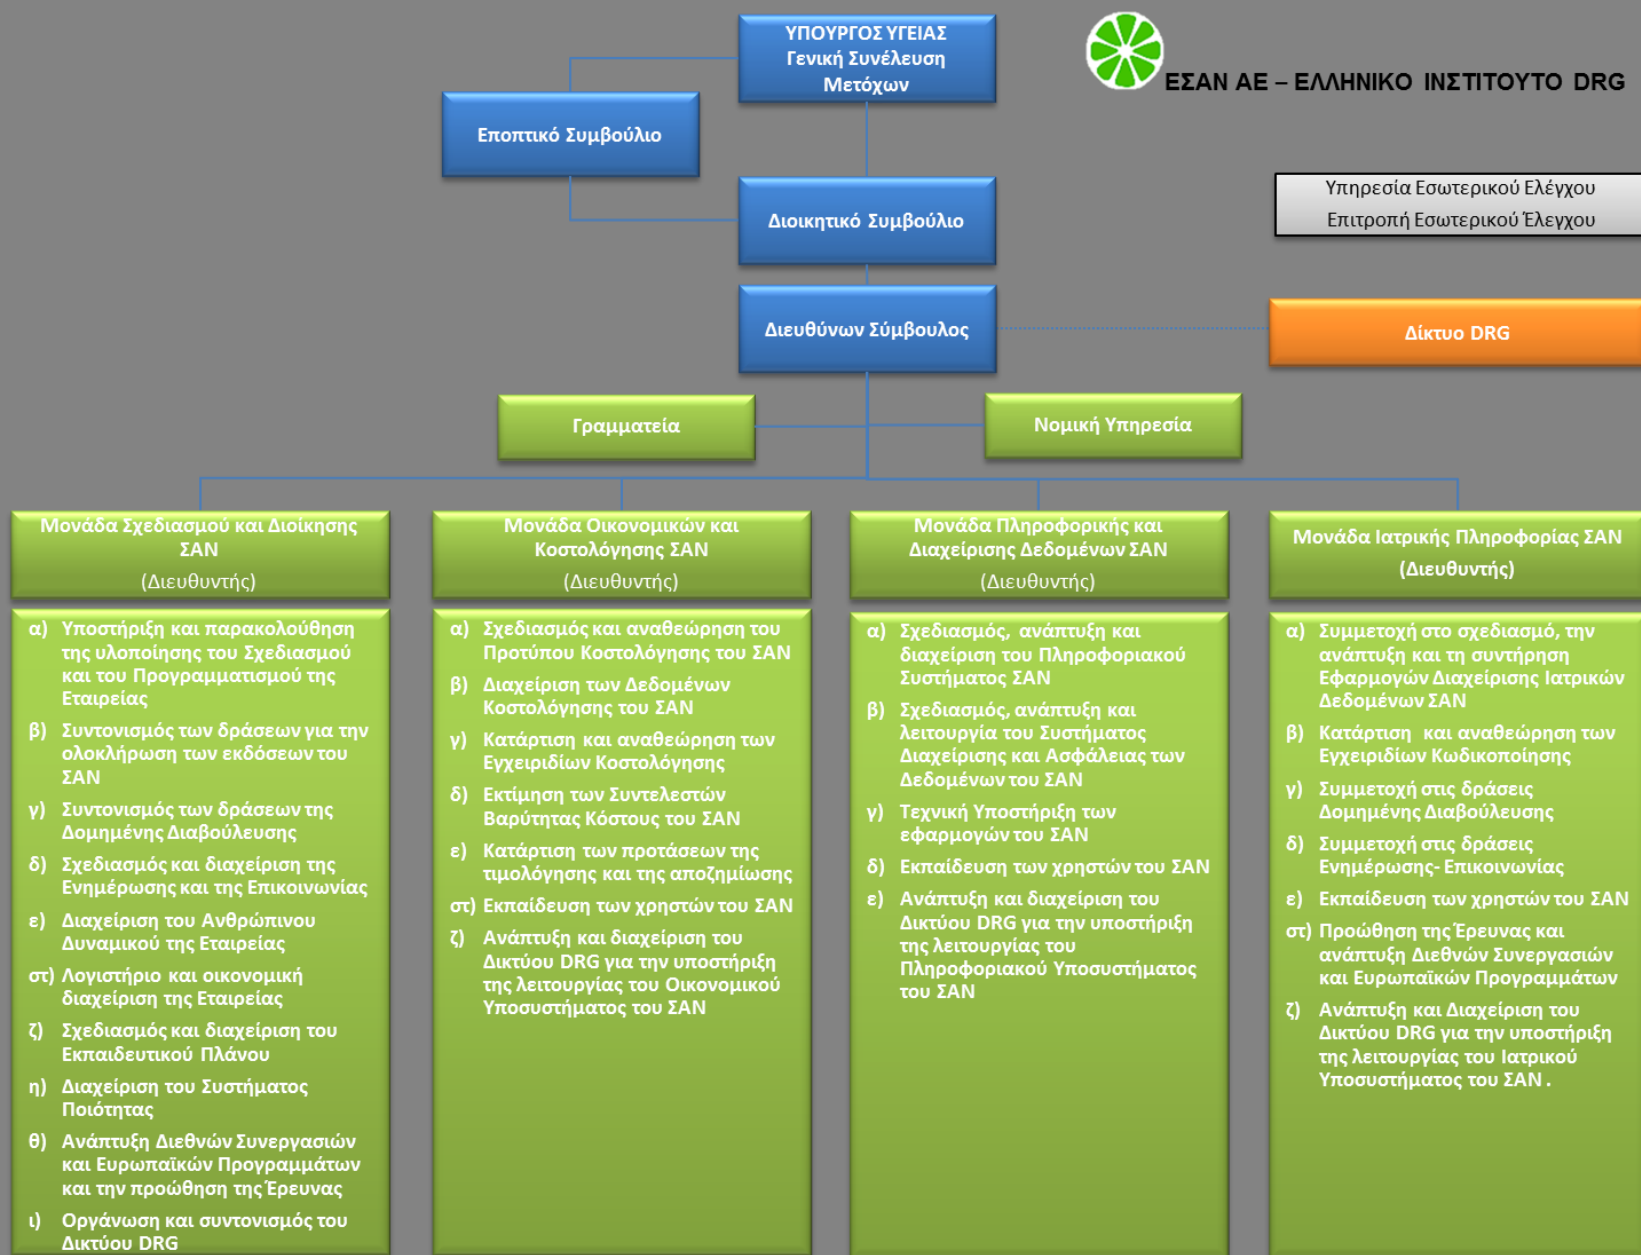 ΥΠΟΥΡΓΟΣ ΥΓΕΙΑΣ
Γενική Συνέλευση
Μετόχων
ΕΣΑΝ ΑΕ – ΕΛΛΗΝΙΚΟ ΙΝΣΤΙΤΟΥΤΟ DRG
Εποπτικό Συμβούλιο
Διοικητικό Συμβούλιο
Υπηρεσία Εσωτερικού Ελέγχου
Επιτροπή Εσωτερικού Έλεγχου
Διευθύνων Σύμβουλος
Δίκτυο DRG
Γραμματεία
Νομική Υπηρεσία
Μονάδα Σχεδιασμού και Διοίκησης
ΣΑΝ
(Διευθυντής)
α) Υποστήριξη και παρακολούθηση
της υλοποίησης του Σχεδιασμού
και του Προγραμματισμού της
Εταιρείας
β) Συντονισμός των δράσεων για την
ολοκλήρωση των εκδόσεων του
ΣΑΝ
γ) Συντονισμός των δράσεων της
Δομημένης Διαβούλευσης
δ) Σχεδιασμός και διαχείριση της
Ενημέρωσης και της Επικοινωνίας
ε) Διαχείριση του Ανθρώπινου
Δυναμικού της Εταιρείας
στ) Λογιστήριο και οικονομική
διαχείριση της Εταιρείας
ζ) Σχεδιασμός και διαχείριση του
Εκπαιδευτικού Πλάνου
η) Διαχείριση του Συστήματος
Ποιότητας
θ) Ανάπτυξη Διεθνών Συνεργασιών
και Ευρωπαϊκών Προγραμμάτων
και την προώθηση της Έρευνας
ι) Οργάνωση και συντονισμός του
Δικτύου DRG
Μονάδα Οικονομικών και
Κοστολόγησης ΣΑΝ
(Διευθυντής)
α) Σχεδιασμός και αναθεώρηση του
Προτύπου Κοστολόγησης του ΣΑΝ
β) Διαχείριση των Δεδομένων
Κοστολόγησης του ΣΑΝ
γ) Κατάρτιση και αναθεώρηση των
Εγχειριδίων Κοστολόγησης
δ) Εκτίμηση των Συντελεστών
Βαρύτητας Κόστους του ΣΑΝ
ε) Κατάρτιση των προτάσεων της
τιμολόγησης και της αποζημίωσης
στ) Εκπαίδευση των χρηστών του ΣΑΝ
ζ) Ανάπτυξη και διαχείριση του
Δικτύου DRG για την υποστήριξη
της λειτουργίας του Οικονομικού
Υποσυστήματος του ΣΑΝ
Μονάδα Πληροφορικής και
Διαχείρισης Δεδομένων ΣΑΝ
(Διευθυντής)
α) Σχεδιασμός, ανάπτυξη και
διαχείριση του Πληροφοριακού
Συστήματος ΣΑΝ
β) Σχεδιασμός, ανάπτυξη και
λειτουργία του Συστήματος
Διαχείρισης και Ασφάλειας των
Δεδομένων του ΣΑΝ
γ) Τεχνική Υποστήριξη των
εφαρμογών του ΣΑΝ
δ) Εκπαίδευση των χρηστών του ΣΑΝ
ε) Ανάπτυξη και διαχείριση του
Δικτύου DRG για την υποστήριξη
της λειτουργίας του
Πληροφοριακού Υποσυστήματος
του ΣΑΝ
Μονάδα Ιατρικής Πληροφορίας ΣΑΝ
(Διευθυντής)
α) Συμμετοχή στο σχεδιασμό, την
ανάπτυξη και τη συντήρηση
Εφαρμογών Διαχείρισης Ιατρικών
Δεδομένων ΣΑΝ
β) Κατάρτιση και αναθεώρηση των
Εγχειριδίων Κωδικοποίησης
γ) Συμμετοχή στις δράσεις
Δομημένης Διαβούλευσης
δ) Συμμετοχή στις δράσεις
Ενημέρωσης- Επικοινωνίας
ε) Εκπαίδευση των χρηστών του ΣΑΝ
στ) Προώθηση της Έρευνας και
ανάπτυξη Διεθνών Συνεργασιών
και Ευρωπαϊκών Προγραμμάτων
ζ) Ανάπτυξη και Διαχείριση του
Δικτύου DRG για την υποστήριξη
της λειτουργίας του Ιατρικού
Υποσυστήματος του ΣΑΝ .